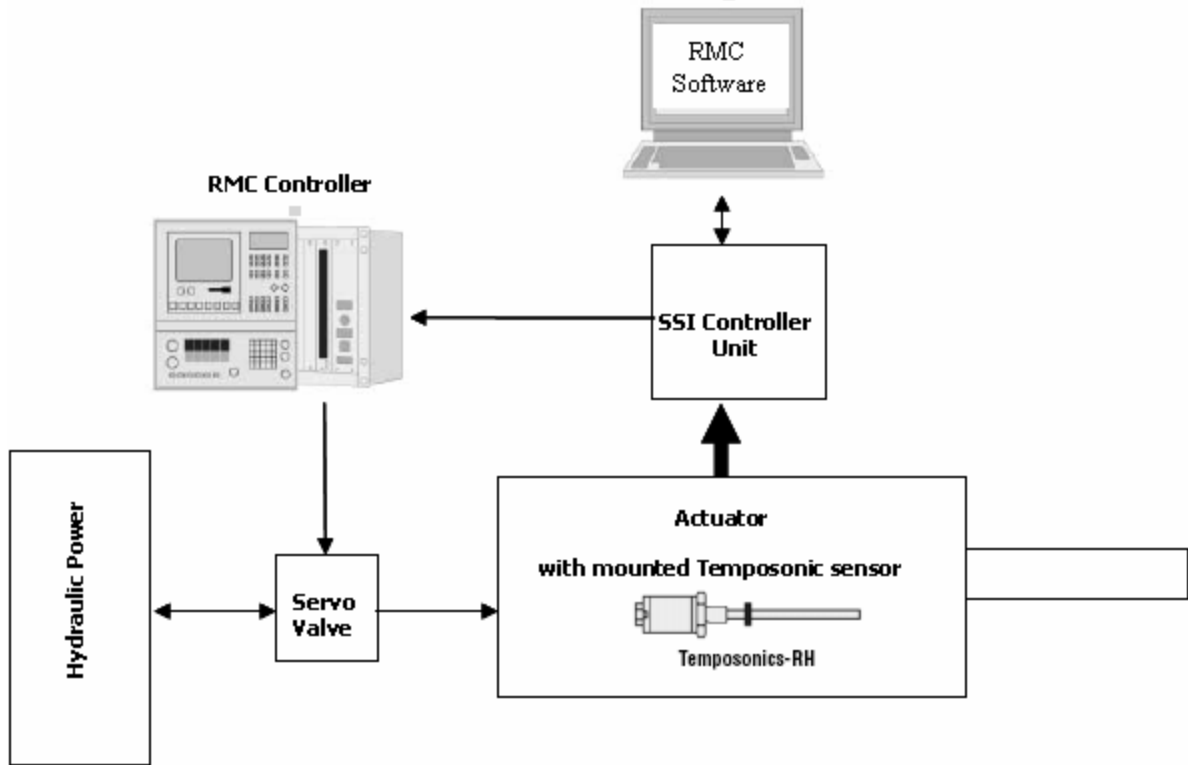 RMC
Software
RMC Controller
SSI Controller
Unit
Hydraulic Power
Servo
Valve
Actuator
with mounted Temposonic sensor
Temposonics-RH